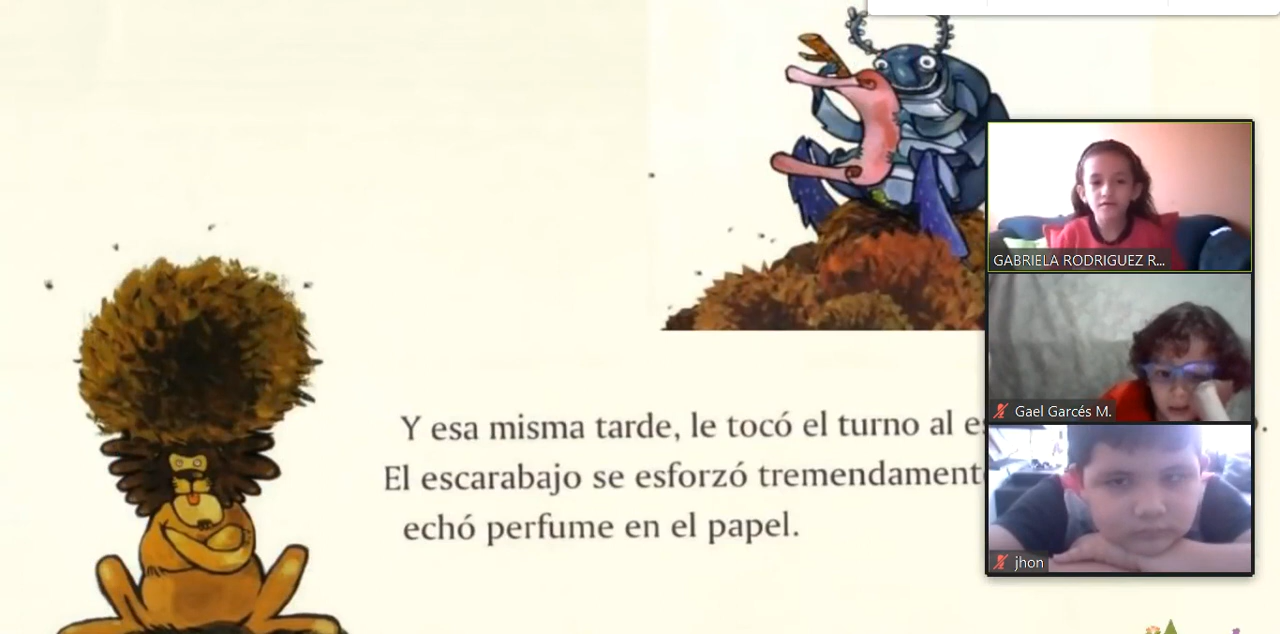 GABRIELA RODRIGUEZ R...
Gael Garcés M.
Y esa misma tarde, le tocó el turno al
El escarabajo se esforzó
echó perfume en el papel.
jhon